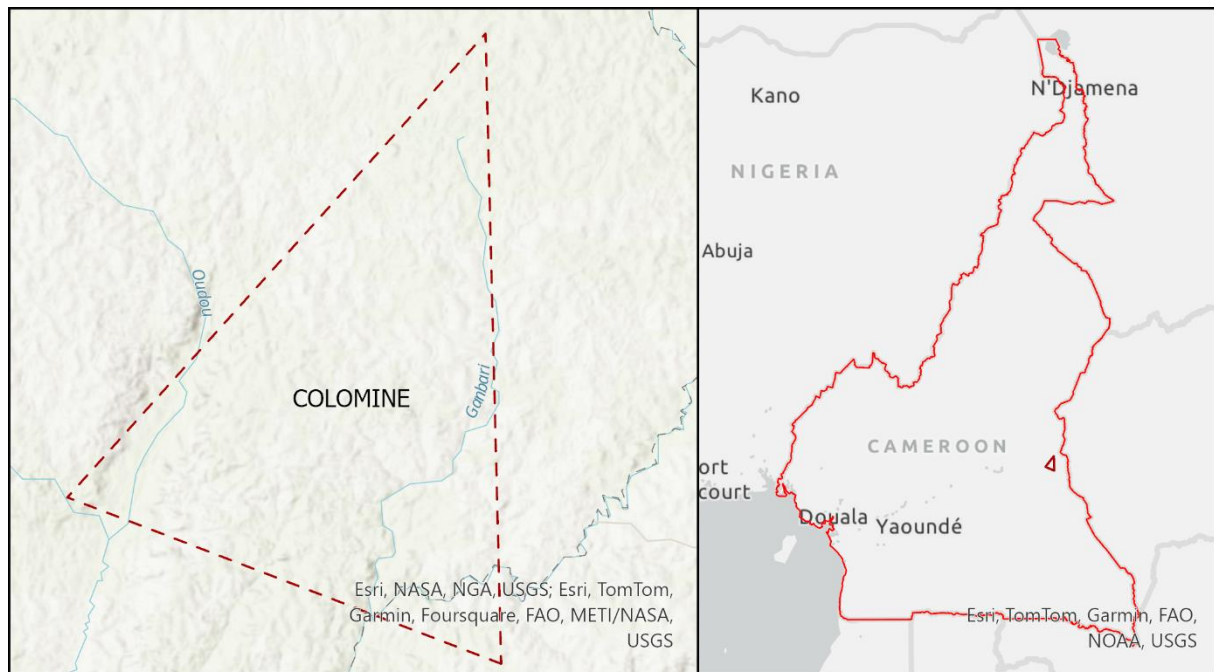 Oudou
Ganbari
COLOMINE
Esri, NASA, NGA, USGS; Esri, TomTom,
Garmin, Foursquare, FAO, METI/NASA,
USGS
Kano
N'Djamena
NIGERIA
Abuja
CAMEROON
ort
court
Douala
Yaoundé
Esri, TomTom, Garmin, FAO,
NOAA, USGS